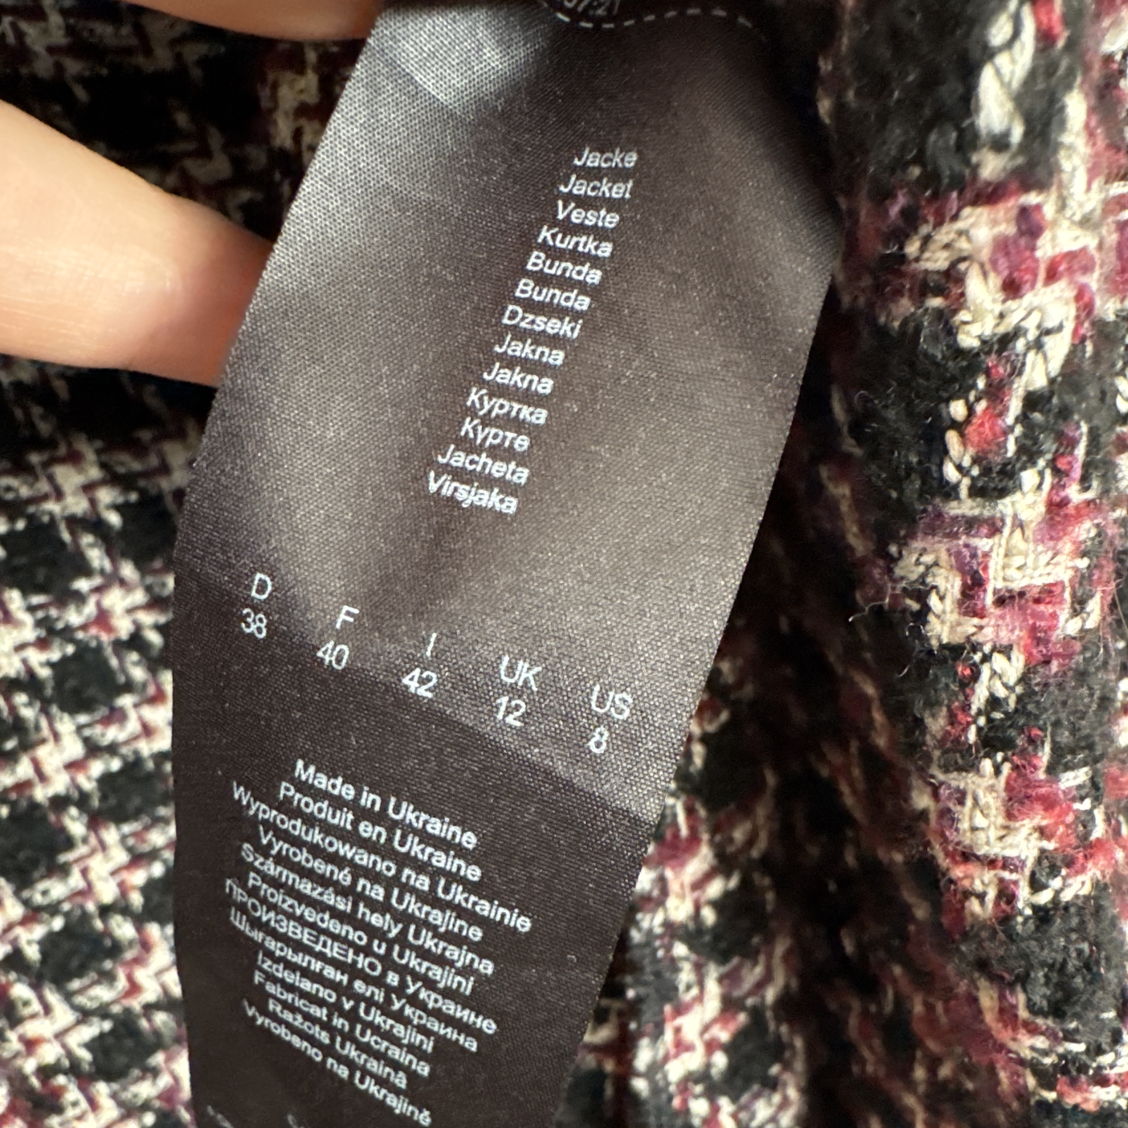 Jacke
Jacket
Veste
Kurtka
Bunda
Bunda
Dzseki
Jakna
Jakna
Куртка
Курте
Jacheta
Virsjaka
D F I UK US
38 40 42 12 8
Made in Ukraine
Produit en Ukraine
Wyprodukowano na Ukrainie
Vyrobené na Ukrajine
Származási hely Ukrajna
Proizvedeno u Ukrajini
ПРОИЗВЕДЕНО в Украине
Шығарылған елі Украина
Izdelano v Ukrajini
Fabricat in Ucraina
Ražots Ukrainā
Vyrobeno na Ukrajině